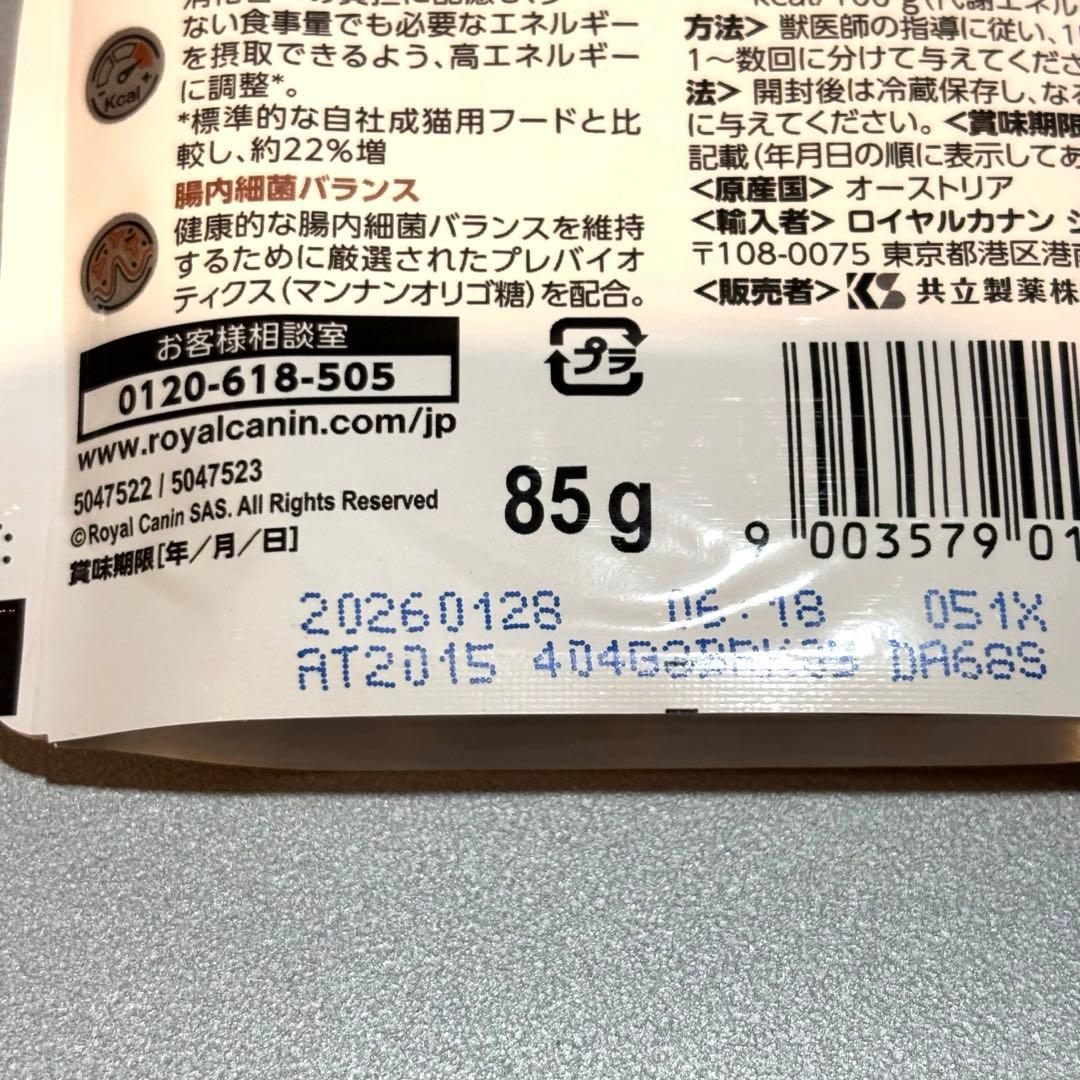 ない食事量でも必要なエネルギー
を摂取できるよう、高エネルギー
に調整*。
*標準的な自社成猫用フードと比
較し、約22%増
Kcal
腸内細菌バランス
健康的な腸内細菌バランスを維持
するために厳選されたプレバイオ
ティクス(マンナンオリゴ糖)を配合。
お客様相談室
0120-618-505
www.royalcanin.com/jp
5047522 / 5047523
©Royal Canin SAS. All Rights Reserved
賞味期限[年/月/日]
プラ
85 g
方法> 獣医師の指導に従い、1
1〜数回に分けて与えてくださ
法> 開封後は冷蔵保存し、なる
に与えてください。<賞味期限
記載(年月日の順に表示してあ
<原産国> オーストリア
<輸入者> ロイヤルカナン ジ
〒108-0075 東京都港区港南
<販売者> KS 共立製薬株
9 003579 01
20260128 06:18 051X
AT2015 DA68S